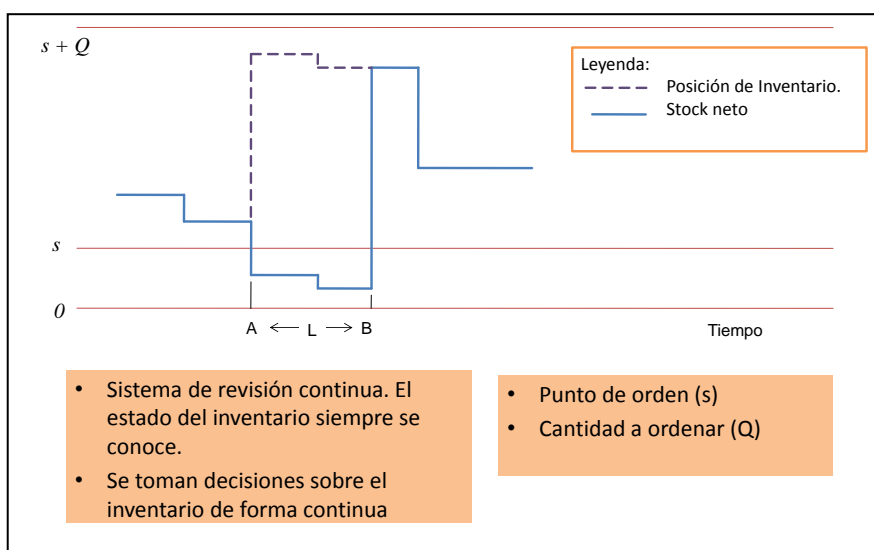 s + Q
Leyenda:
Posición de Inventario.
Stock neto
s
0
A
L
B
Tiempo
• Sistema de revisión continua. El
estado del inventario siempre se
conoce.
• Se toman decisiones sobre el
inventario de forma continua
• Punto de orden (s)
• Cantidad a ordenar (Q)